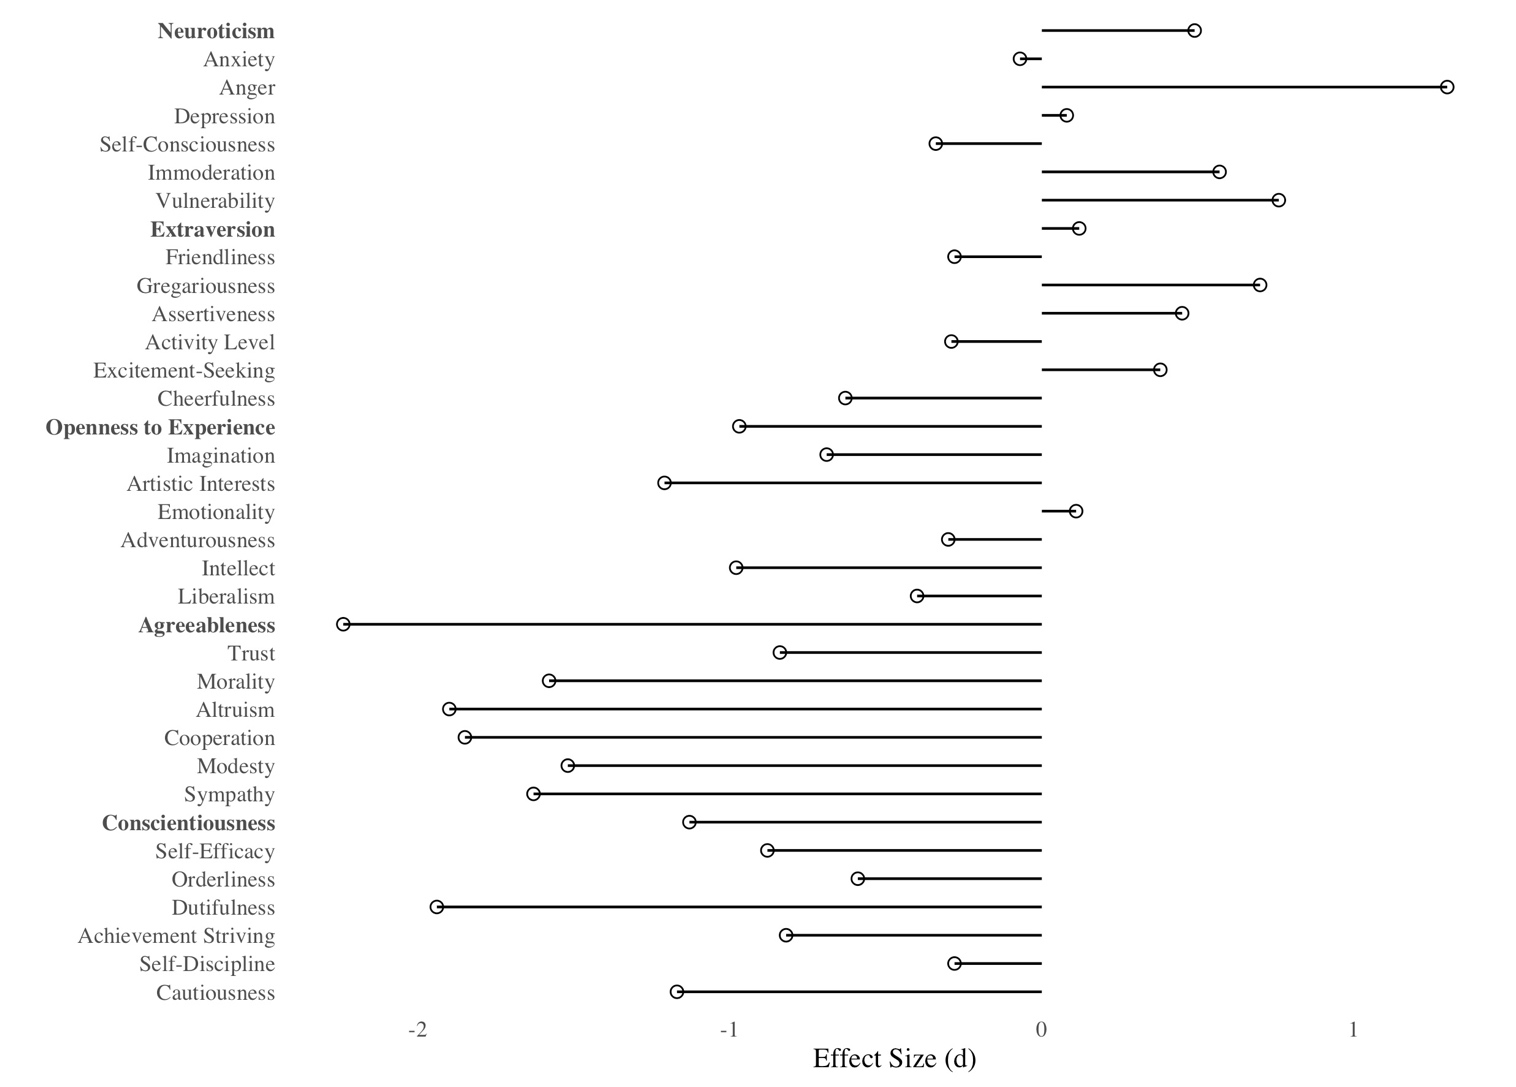 Neuroticism
Anxiety
Anger
Depression
Self-Consciousness
Immoderation
Vulnerability
Extraversion
Friendliness
Gregariousness
Assertiveness
Activity Level
Excitement-Seeking
Cheerfulness
Openness to Experience
Imagination
Artistic Interests
Emotionality
Adventurousness
Intellect
Liberalism
Agreeableness
Trust
Morality
Altruism
Cooperation
Modesty
Sympathy
Conscientiousness
Self-Efficacy
Orderliness
Dutifulness
Achievement Striving
Self-Discipline
Cautiousness
-2 -1 0 1
Effect Size (d)